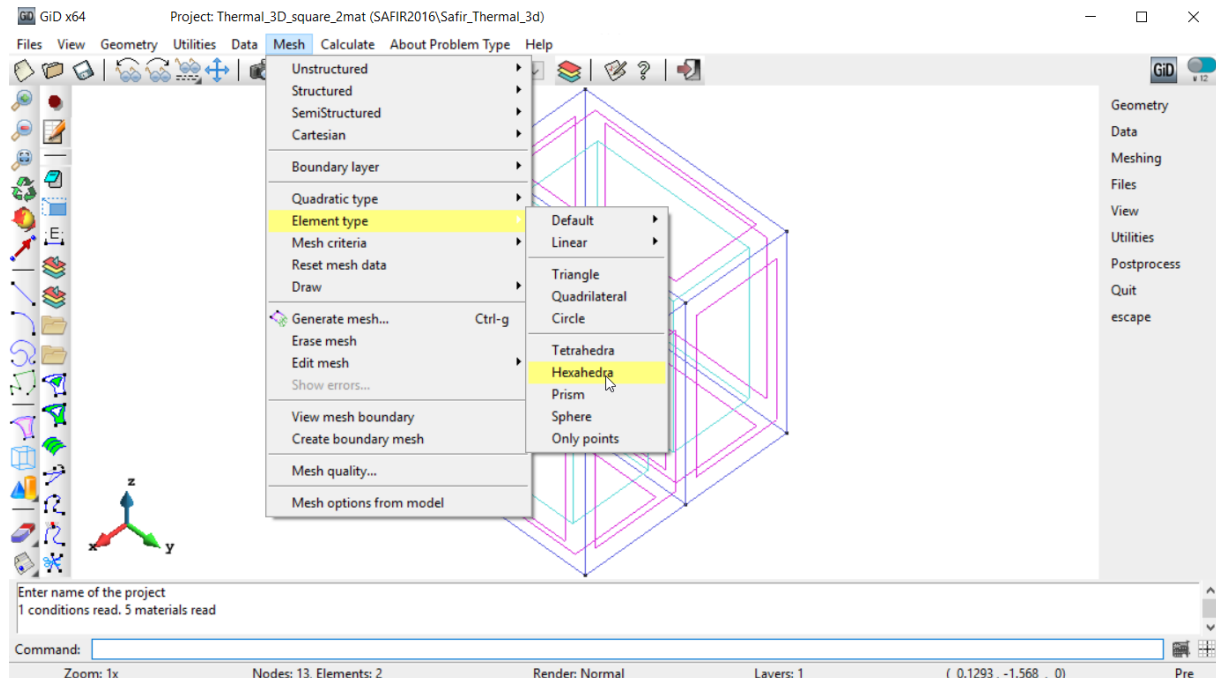 GiD GiD x64 Project: Thermal_3D_square_2mat (SAFIR2016\Safir_Thermal_3d)
Files View Geometry Utilities Data Mesh Calculate About Problem Type Help
GiD
v 12
Unstructured
Structured
SemiStructured
Cartesian
Boundary layer
Quadratic type
Element type
Mesh criteria
Reset mesh data
Draw
Generate mesh... Ctrl-g
Erase mesh
Edit mesh
Show errors...
View mesh boundary
Create boundary mesh
Mesh quality...
Mesh options from model
Default
Linear
Triangle
Quadrilateral
Circle
Tetrahedra
Hexahedra
Prism
Sphere
Only points
Geometry
Data
Meshing
Files
View
Utilities
Postprocess
Quit
escape
E:
z
x
y
Enter name of the project
1 conditions read. 5 materials read
Command:
Zoom: 1x Nodes: 13, Elements: 2 Render: Normal Layers: 1 ( 0.1293 , -1.568 , 0) Pre